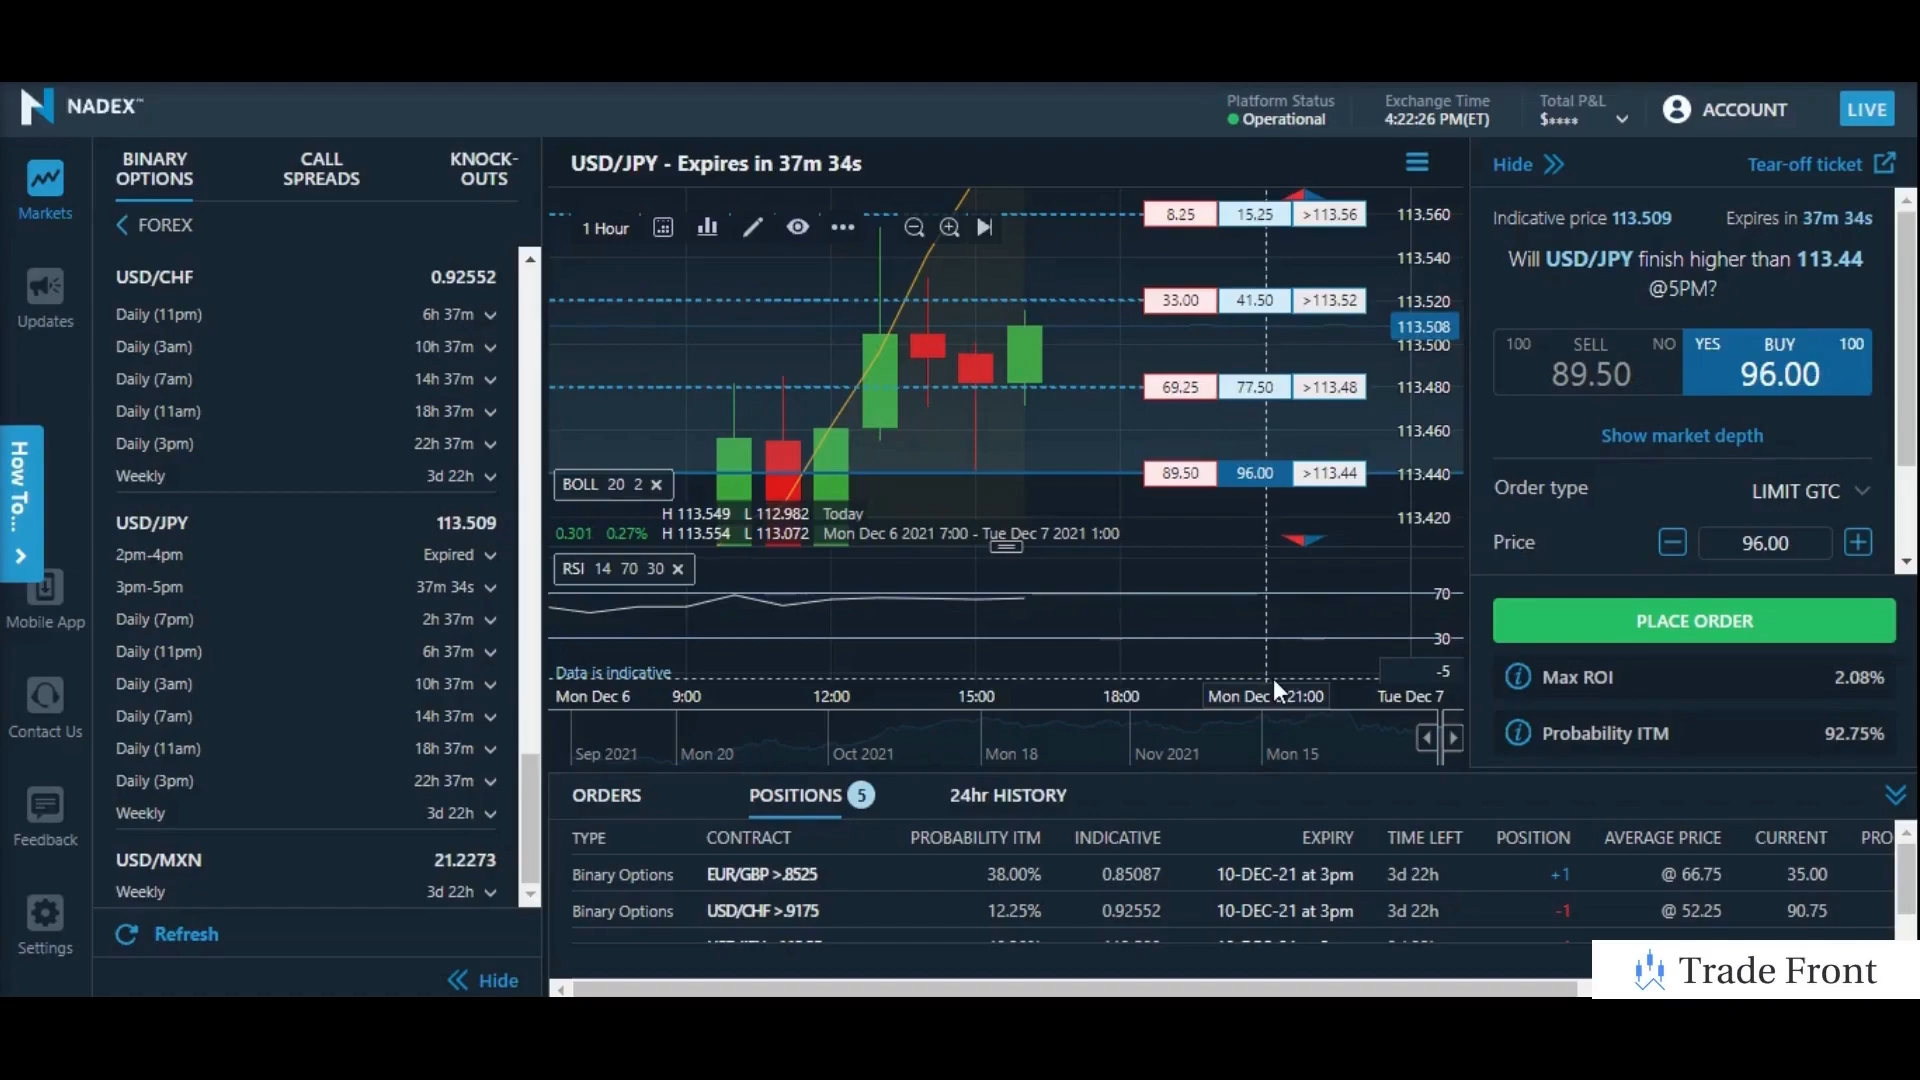 NADEX™
Platform Status
Operational
Exchange Time
4:22:26 PM(ET)
Total P&L
$****
ACCOUNT
LIVE
Markets
Updates
How To...
Mobile App
Contact Us
Feedback
Settings
BINARY OPTIONS
CALL SPREADS
KNOCK-OUTS
FOREX
USD/CHF 0.92552
Daily (11pm) 6h 37m
Daily (3am) 10h 37m
Daily (7am) 14h 37m
Daily (11am) 18h 37m
Daily (3pm) 22h 37m
Weekly 3d 22h
USD/JPY 113.509
2pm-4pm Expired
3pm-5pm 37m 34s
Daily (7pm) 2h 37m
Daily (11pm) 6h 37m
Daily (3am) 10h 37m
Daily (7am) 14h 37m
Daily (11am) 18h 37m
Daily (3pm) 22h 37m
Weekly 3d 22h
USD/MXN 21.2273
Weekly 3d 22h
Refresh
Hide
USD/JPY - Expires in 37m 34s
1 Hour
8.25 15.25 >113.56 113.560
113.540
33.00 41.50 >113.52 113.520
113.508
113.500
69.25 77.50 >113.48 113.480
113.460
89.50 96.00 >113.44 113.440
113.420
BOLL 20 2
H 113.549 L 112.982 Today
0.301 0.27% H 113.554 L 113.072 Mon Dec 6 2021 7:00 - Tue Dec 7 2021 1:00
RSI 14 70 30
70
30
Data is indicative
-5
Mon Dec 6 9:00 12:00 15:00 18:00 Mon Dec 21:00 Tue Dec 7
Sep 2021 Mon 20 Oct 2021 Mon 18 Nov 2021 Mon 15
Hide
Tear-off ticket
Indicative price 113.509 Expires in 37m 34s
Will USD/JPY finish higher than 113.44
@5PM?
100 SELL NO
89.50
YES BUY 100
96.00
Show market depth
Order type LIMIT GTC
Price 96.00
PLACE ORDER
Max ROI 2.08%
Probability ITM 92.75%
ORDERS POSITIONS 5 24hr HISTORY
TYPE CONTRACT PROBABILITY ITM INDICATIVE EXPIRY TIME LEFT POSITION AVERAGE PRICE CURRENT PRO
Binary Options EUR/GBP >.8525 38.00% 0.85087 10-DEC-21 at 3pm 3d 22h +1 @ 66.75 35.00
Binary Options USD/CHF >.9175 12.25% 0.92552 10-DEC-21 at 3pm 3d 22h -1 @ 52.25 90.75
Trade Front